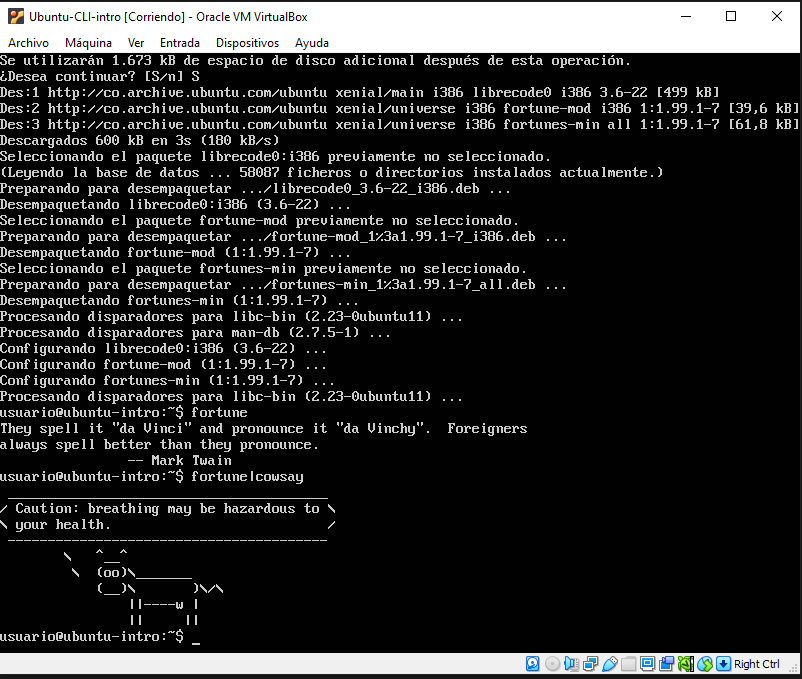 Ubuntu-CLI-intro [Corriendo] - Oracle VM VirtualBox
Archivo Máquina Ver Entrada Dispositivos Ayuda
Se utilizarán 1.673 kB de espacio de disco adicional después de esta operación.
¿Desea continuar? [S/n] S
Des:1 http://co.archive.ubuntu.com/ubuntu xenial/main i386 librecode0 i386 3.6-22 [499 kB]
Des:2 http://co.archive.ubuntu.com/ubuntu xenial/universe i386 fortune-mod i386 1:1.99.1-7 [39,6 kB]
Des:3 http://co.archive.ubuntu.com/ubuntu xenial/universe i386 fortunes-min all 1:1.99.1-7 [61,8 kB]
Descargados 600 kB en 3s (180 kB/s)
Seleccionando el paquete librecode0:i386 previamente no seleccionado.
(Leyendo la base de datos ... 58087 ficheros o directorios instalados actualmente.)
Preparando para desempaquetar .../librecode0_3.6-22_i386.deb ...
Desempaquetando librecode0:i386 (3.6-22) ...
Seleccionando el paquete fortune-mod previamente no seleccionado.
Preparando para desempaquetar .../fortune-mod_1%3a1.99.1-7_i386.deb ...
Desempaquetando fortune-mod (1:1.99.1-7) ...
Seleccionando el paquete fortunes-min previamente no seleccionado.
Preparando para desempaquetar .../fortunes-min_1%3a1.99.1-7_all.deb ...
Desempaquetando fortunes-min (1:1.99.1-7) ...
Procesando disparadores para libc-bin (2.23-0ubuntu11) ...
Procesando disparadores para man-db (2.7.5-1) ...
Configurando librecode0:i386 (3.6-22) ...
Configurando fortune-mod (1:1.99.1-7) ...
Configurando fortunes-min (1:1.99.1-7) ...
Procesando disparadores para libc-bin (2.23-0ubuntu11) ...
usuario@ubuntu-intro:~$ fortune
They spell it "da Vinci" and pronounce it "da Vinchy".  Foreigners
always spell better than they pronounce.
                -- Mark Twain
usuario@ubuntu-intro:~$ fortune|cowsay
 ________________________________________
/ Caution: breathing may be hazardous to \
\ your health.                           /
 ----------------------------------------
        \   ^__^
         \  (oo)\_______
            (__)\       )\/\
                ||----w |
                ||     ||
usuario@ubuntu-intro:~$ _
Right Ctrl